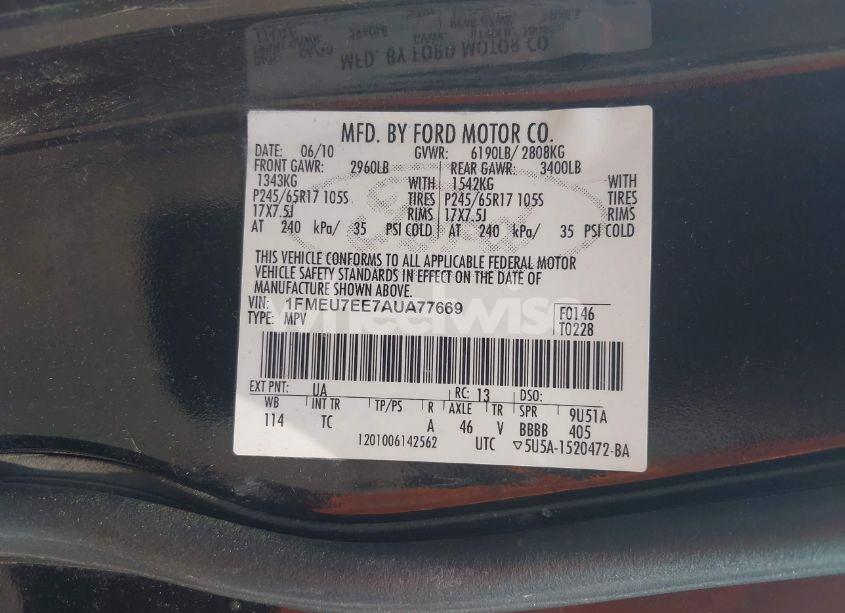 MFD. BY FORD MOTOR CO.
DATE: 06/10 GVWR: 6190LB/ 2808KG
FRONT GAWR: 2960LB REAR GAWR: 3400LB
1343KG WITH 1542KG WITH
P245/65R17 105S TIRES P245/65R17 105S TIRES
17X7.5J RIMS 17X7.5J RIMS
AT 240 kPa/ 35 PSI COLD AT 240 kPa/ 35 PSI COLD
THIS VEHICLE CONFORMS TO ALL APPLICABLE FEDERAL MOTOR
VEHICLE SAFETY STANDARDS IN EFFECT ON THE DATE OF
MANUFACTURE SHOWN ABOVE.
VIN: 1FMEU7EE7AUA77669 F0146
TYPE: MPV T0228
wheelwise
EXT PNT: UA RC: 13 DSO:
WB INT TR TP/PS R AXLE TR SPR 9U51A
114 TC A 46 V BBBB 405
1201006142562 UTC ▽5U5A-1520472-BA